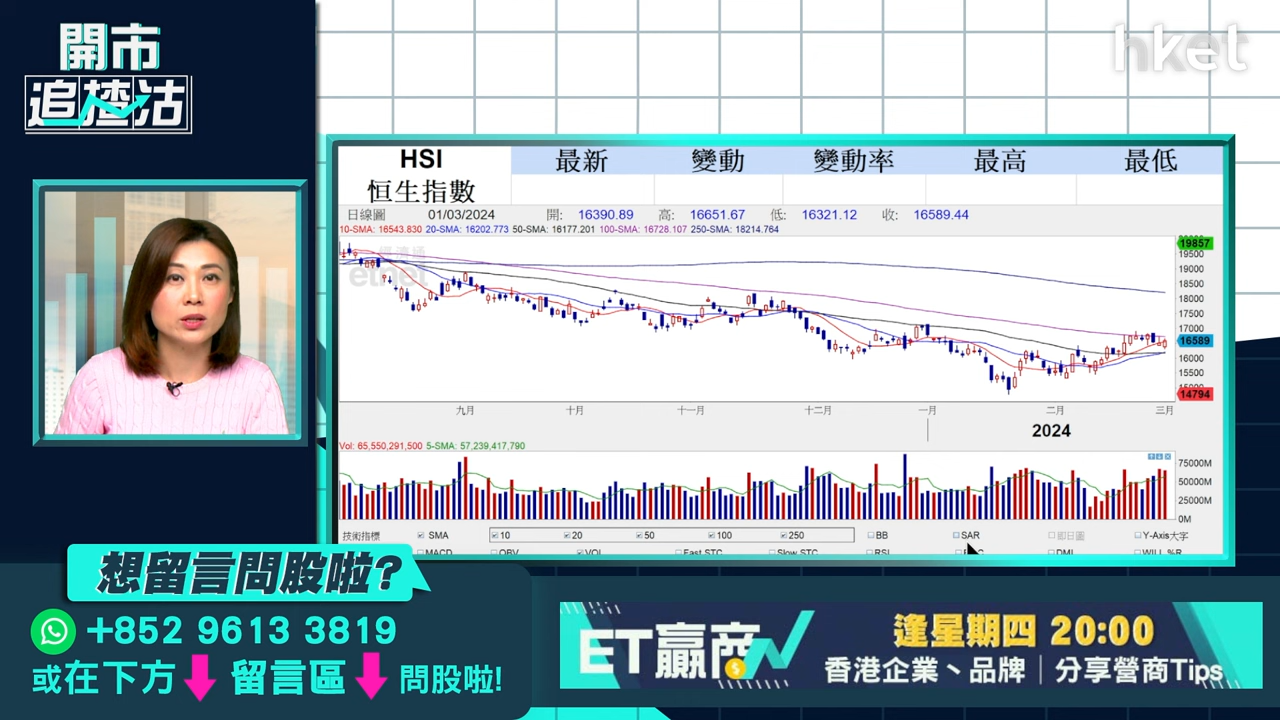 開市
追揸沽
hket
HSI
恒生指數
最新 變動 變動率 最高 最低
日線圖 01/03/2024 開: 16390.89 高: 16651.67 低: 16321.12 收: 16589.44
10-SMA: 16543.830 20-SMA: 16202.773 50-SMA: 16177.201 100-SMA: 16728.107 250-SMA: 18214.764
經濟通
etnet
19857
19500
19000
18500
18000
17500
17000
16589
16000
15500
15000
14794
九月 十月 十一月 十二月 一月 二月 三月
2024
Vol: 65,550,291,500 5-SMA: 57,239,417,790
75000M
50000M
25000M
0M
技術指標 SMA 10 20 50 100 250 BB SAR 即日圖 Y-Axis大字
MACD OBV VOL Fast STC Slow STC RSI DMI WILL %R
想留言問股啦?
+852 9613 3819
或在下方 留言區 問股啦!
ET贏商
逢星期四 20:00
香港企業、品牌｜分享營商Tips